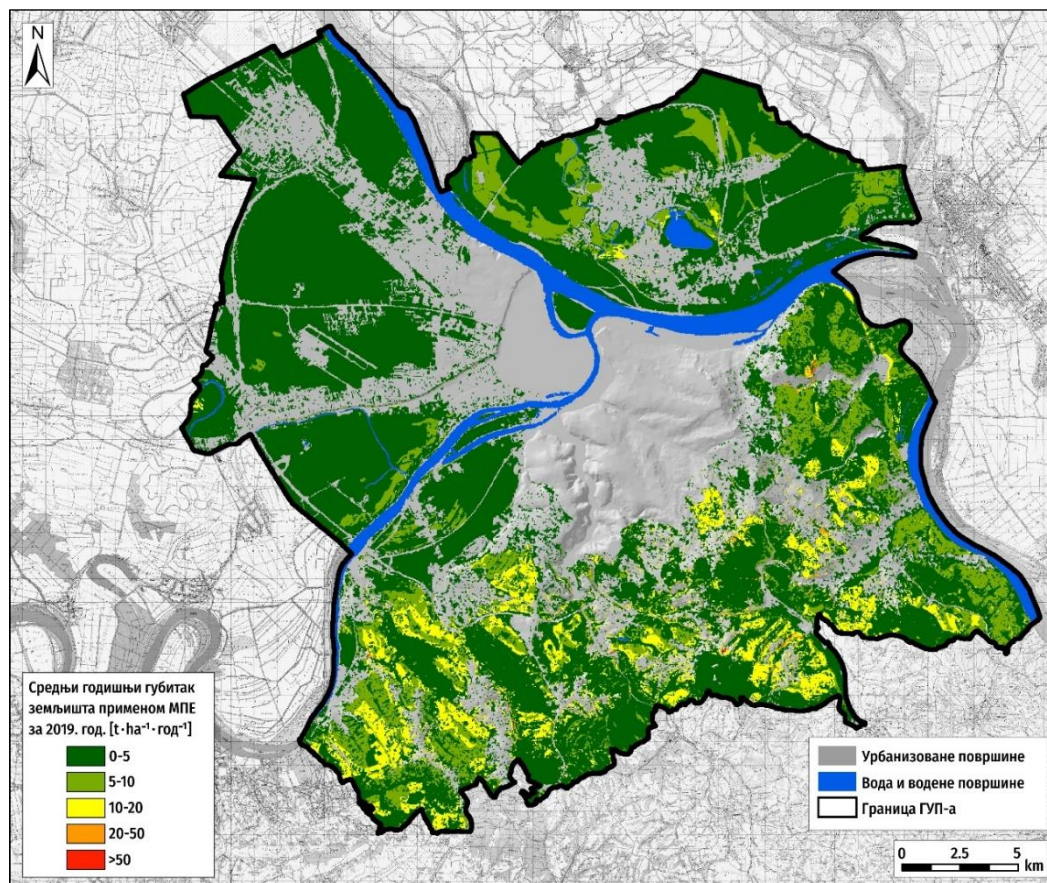 N
Средњи годишњи губитак
земљишта применом МПЕ
за 2019. год. [t·ha⁻¹·год⁻¹]
0-5
5-10
10-20
20-50
>50
Урбанизоване површине
Вода и водене површине
Граница ГУП-а
0 2.5 5
km